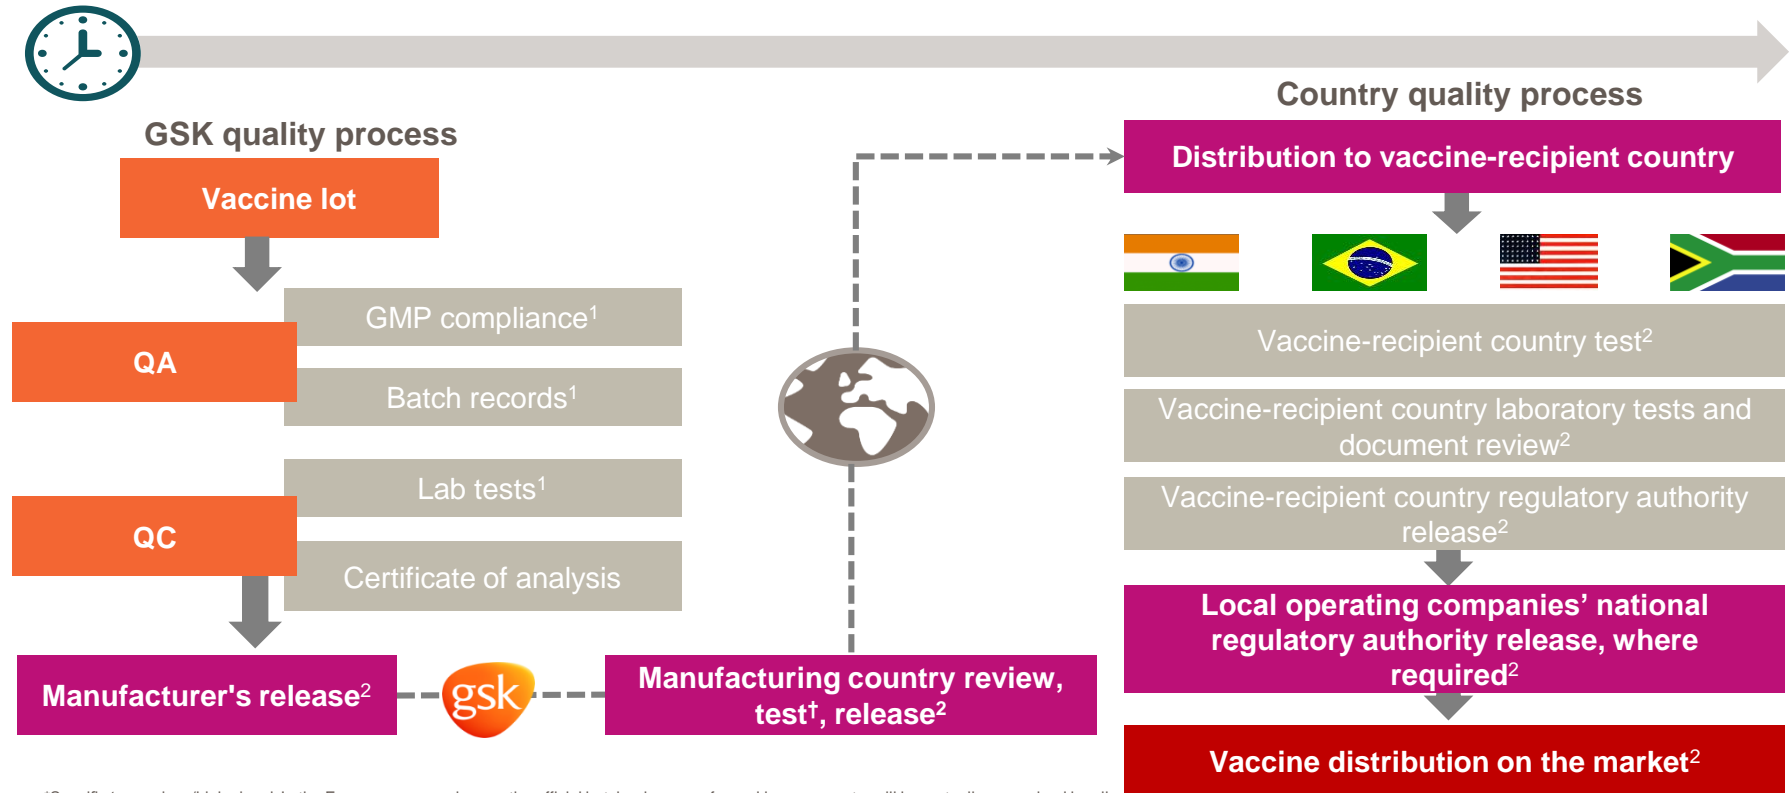 GSK quality process
Vaccine lot
QA
GMP compliance¹
Batch records¹
QC
Lab tests¹
Certificate of analysis
Manufacturer's release²
gsk
Manufacturing country review,
test†, release²
Country quality process
Distribution to vaccine-recipient country
Vaccine-recipient country test²
Vaccine-recipient country laboratory tests and
document review²
Vaccine-recipient country regulatory authority
release²
Local operating companies’ national
regulatory authority release, where
required²
Vaccine distribution on the market²